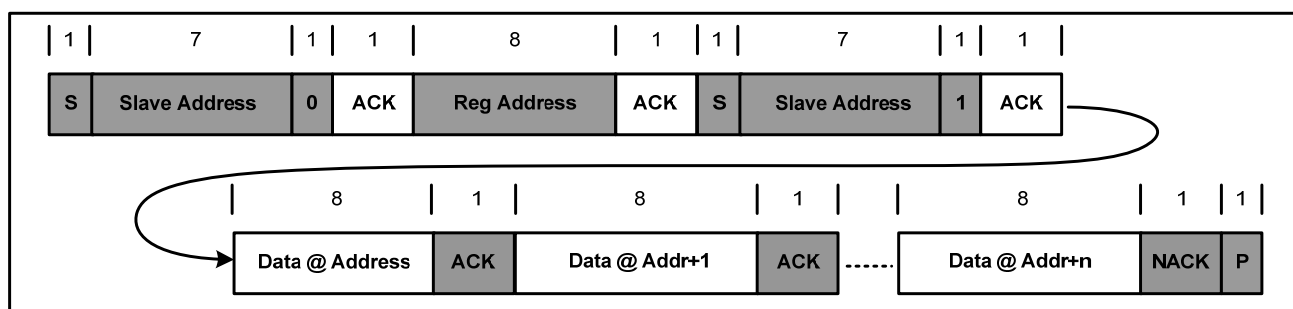 1 7 1 1 8 1 1 7 1 1
S Slave Address 0 ACK Reg Address ACK S Slave Address 1 ACK
8 1 8 1 8 1 1
Data @ Address ACK Data @ Addr+1 ACK Data @ Addr+n NACK P